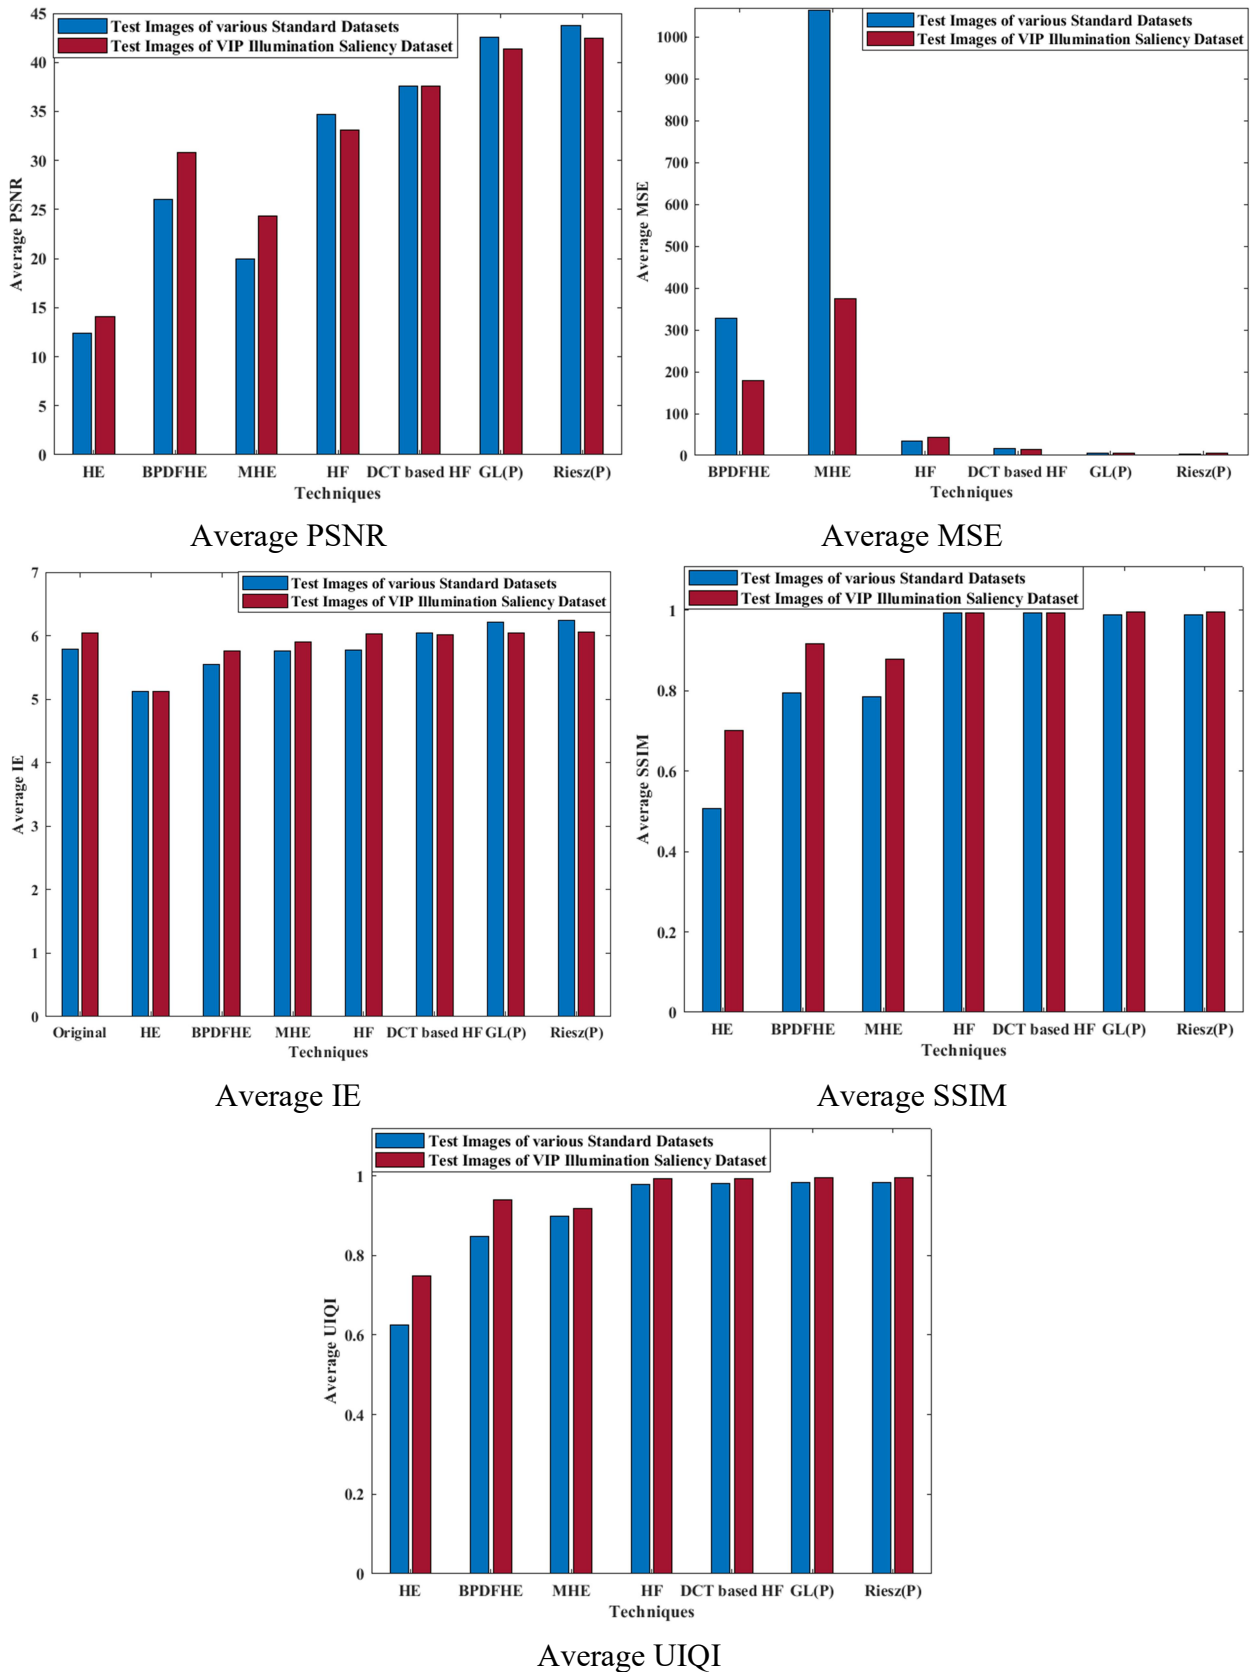 45
40
35
30
25
20
15
10
5
0
Average PSNR
Test Images of various Standard Datasets
Test Images of VIP Illumination Saliency Dataset
HE BPDFHE MHE HF DCT based HF GL(P) Riesz(P)
Techniques
Average PSNR
1000
900
800
700
600
500
400
300
200
100
0
Average MSE
Test Images of various Standard Datasets
Test Images of VIP Illumination Saliency Dataset
BPDFHE MHE HF DCT based HF GL(P) Riesz(P)
Techniques
Average MSE
7
6
5
4
3
2
1
0
Average IE
Test Images of various Standard Datasets
Test Images of VIP Illumination Saliency Dataset
Original HE BPDFHE MHE HF DCT based HF GL(P) Riesz(P)
Techniques
Average IE
1
0.8
0.6
0.4
0.2
0
Average SSIM
Test Images of various Standard Datasets
Test Images of VIP Illumination Saliency Dataset
HE BPDFHE MHE HF DCT based HF GL(P) Riesz(P)
Techniques
Average SSIM
1
0.8
0.6
0.4
0.2
0
Average UIQI
Test Images of various Standard Datasets
Test Images of VIP Illumination Saliency Dataset
HE BPDFHE MHE HF DCT based HF GL(P) Riesz(P)
Techniques
Average UIQI